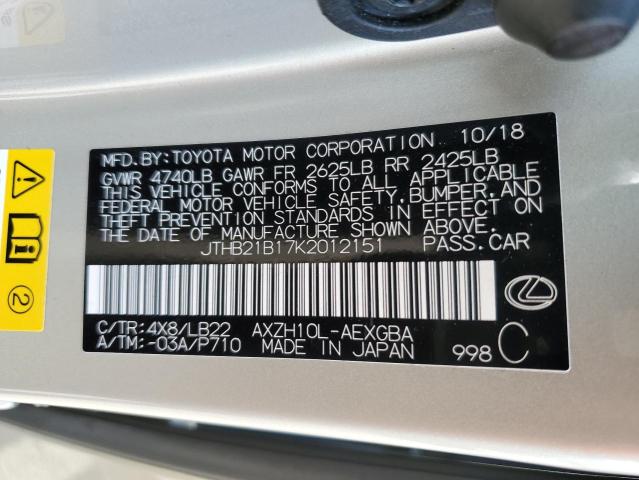 MFD. BY: TOYOTA MOTOR CORPORATION 10/18
GVWR 4740LB GAWR FR 2625LB RR 2425LB
THIS VEHICLE CONFORMS TO ALL APPLICABLE
FEDERAL MOTOR VEHICLE SAFETY, BUMPER, AND
THEFT PREVENTION STANDARDS IN EFFECT ON
THE DATE OF MANUFACTURE SHOWN ABOVE.
JTHB21B17K2012151 PASS.CAR
C/TR: 4X8/LB22 AXZH10L-AEXGBA
A/TM: -03A/P710 MADE IN JAPAN 998 C
2